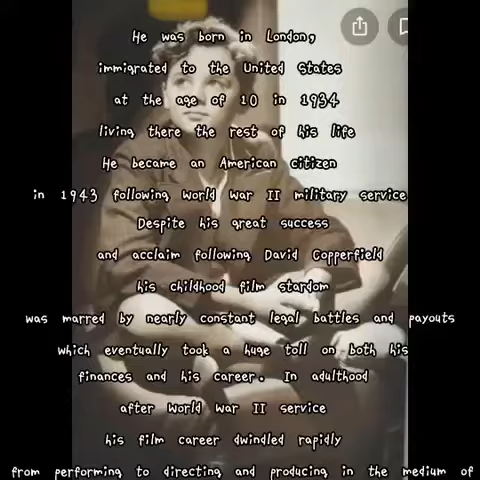 He was born in London,
immigrated to the United States
at the age of 10 in 1934
living there the rest of his life
He became an American citizen
in 1943 following World War II military service
Despite his great success
and acclaim following David Copperfield
his childhood film stardom
was marred by nearly constant legal battles and payouts
which eventually took a huge toll on both his
finances and his career. In adulthood
after World War II service
his film career dwindled rapidly
from performing to directing and producing in the medium of